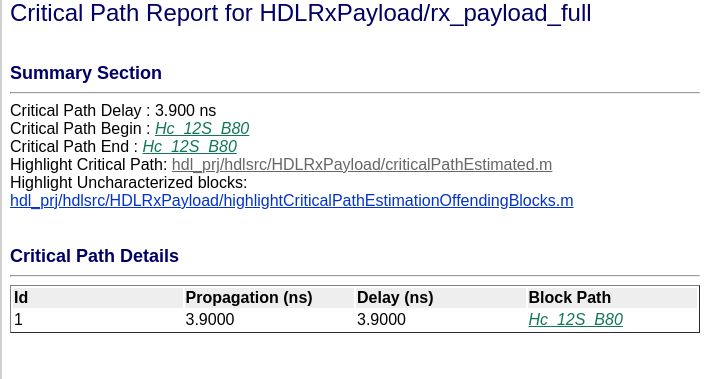 Critical Path Report for HDLRxPayload/rx_payload_full
Summary Section
Critical Path Delay : 3.900 ns
Critical Path Begin : Hc_12S_B80
Critical Path End : Hc_12S_B80
Highlight Critical Path: hdl_prj/hdlsrc/HDLRxPayload/criticalPathEstimated.m
Highlight Uncharacterized blocks:
hdl_prj/hdlsrc/HDLRxPayload/highlightCriticalPathEstimationOffendingBlocks.m
Critical Path Details
Id Propagation (ns) Delay (ns) Block Path
1 3.9000 3.9000 Hc_12S_B80